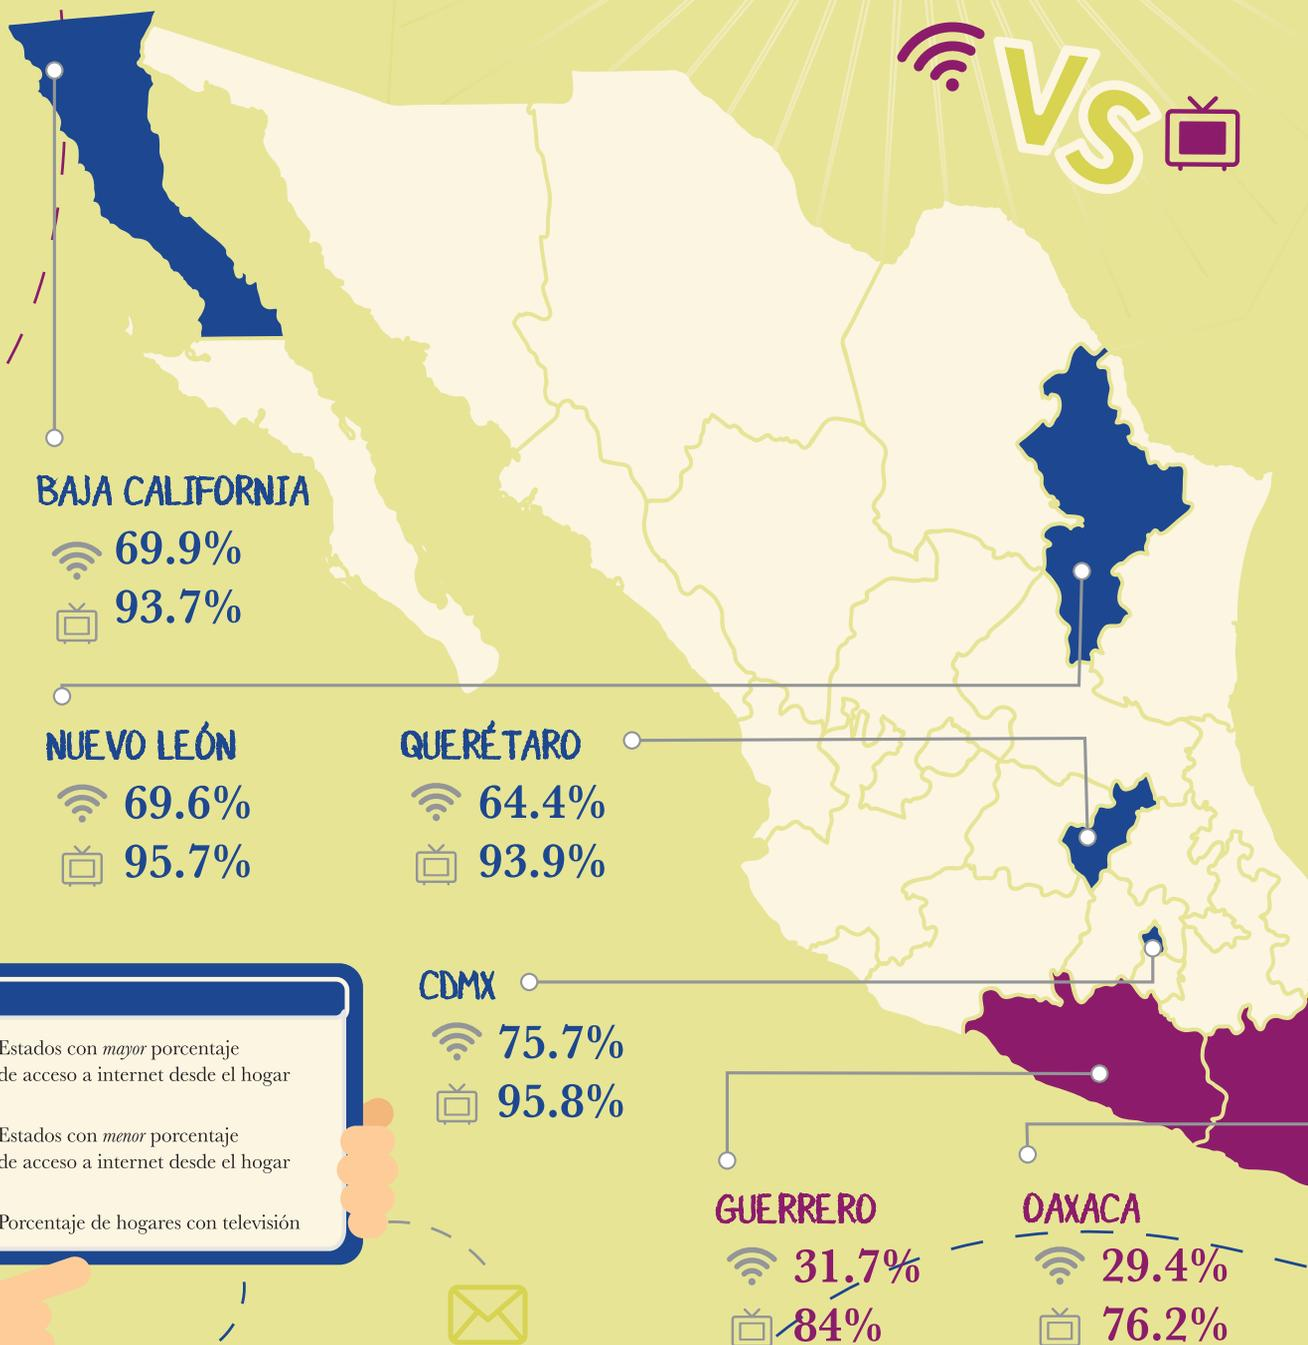 VS
BAJA CALIFORNIA
69.9%
93.7%
NUEVO LEÓN
69.6%
95.7%
QUERÉTARO
64.4%
93.9%
CDMX
75.7%
95.8%
Estados con mayor porcentaje
de acceso a internet desde el hogar
Estados con menor porcentaje
de acceso a internet desde el hogar
Porcentaje de hogares con televisión
GUERRERO
31.7%
84%
OAXACA
29.4%
76.2%